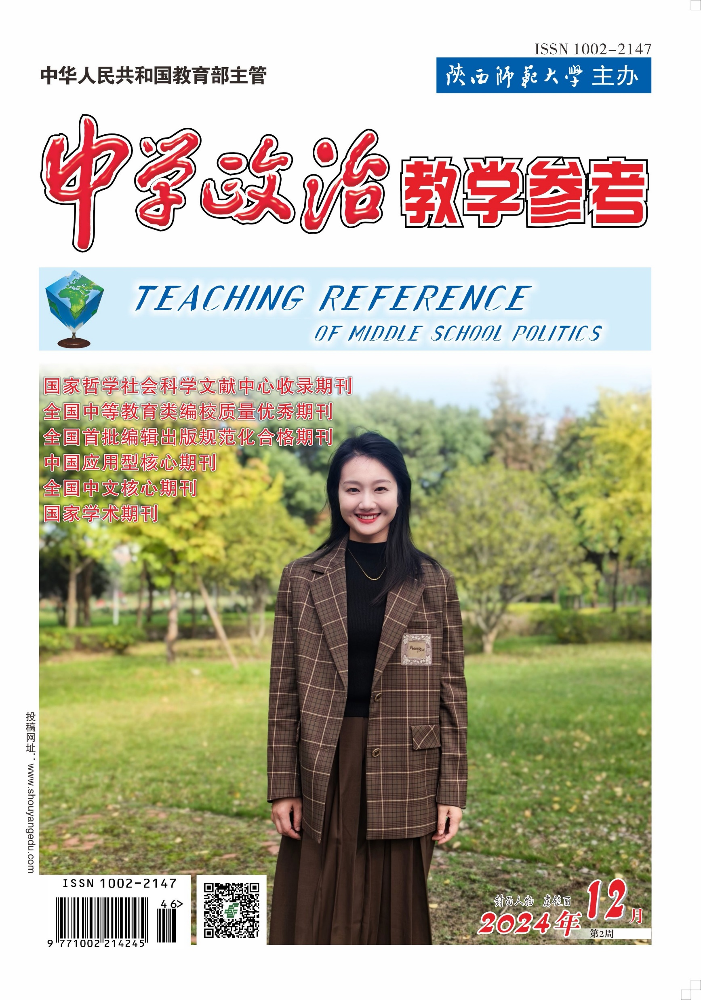 ISSN 1002-2147
中华人民共和国教育部主管
陕西师范大学 主办
中学政治教学参考
TEACHING REFERENCE
OF MIDDLE SCHOOL POLITICS
国家哲学社会科学文献中心收录期刊
全国中等教育类编校质量优秀期刊
全国首批编辑出版规范化合格期刊
中国应用型核心期刊
全国中文核心期刊
国家学术期刊
投稿网址：www.shouyangedu.com
ISSN 1002-2147
46>
9 771002 214245
封面人物 虞链丽
2024年12月
第2周